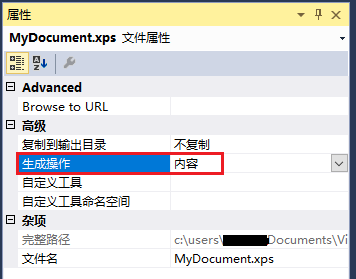 属性
MyDocument.xps 文件属性
Advanced
Browse to URL
高级
复制到输出目录 不复制
生成操作 内容
自定义工具
自定义工具命名空间
杂项
完整路径 c:\users\ Documents\Vi
文件名 MyDocument.xps